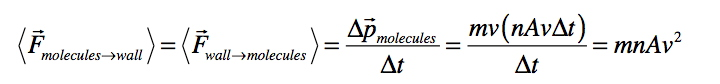 ⟨F⃗_molecules→wall⟩ = ⟨F⃗_wall→molecules⟩ = Δp⃗_molecules / Δt = mv(nAvΔt) / Δt = mnAv²